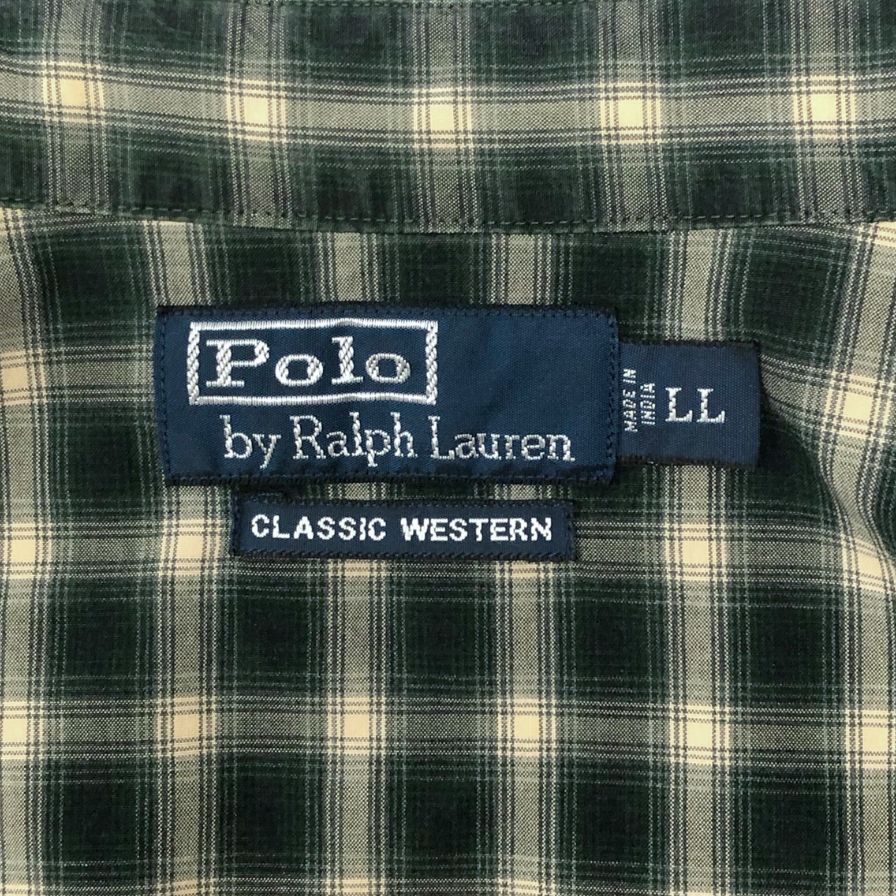 Polo
by Ralph Lauren
MADE IN
INDIA
LL
CLASSIC WESTERN